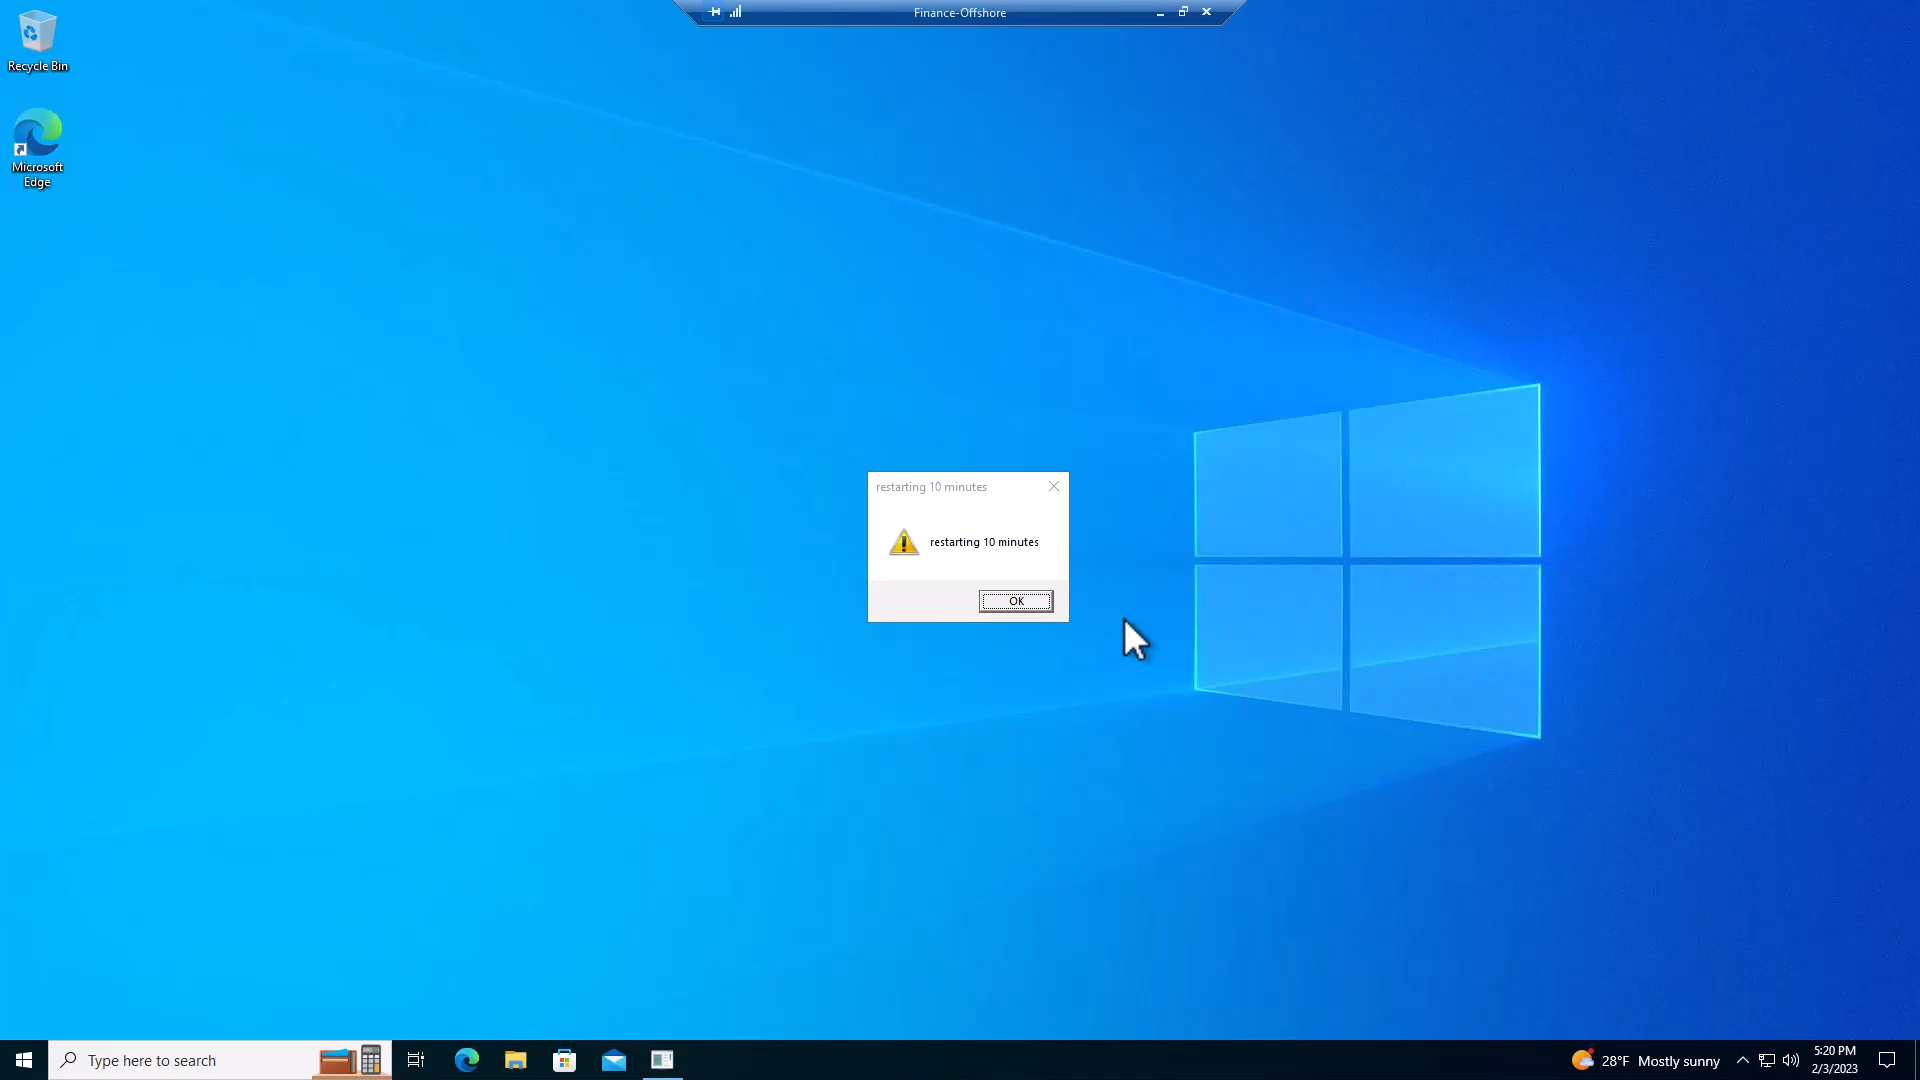 Finance-Offshore
Recycle Bin
Microsoft
Edge
restarting 10 minutes
restarting 10 minutes
OK
Type here to search
28°F Mostly sunny
5:20 PM
2/3/2023